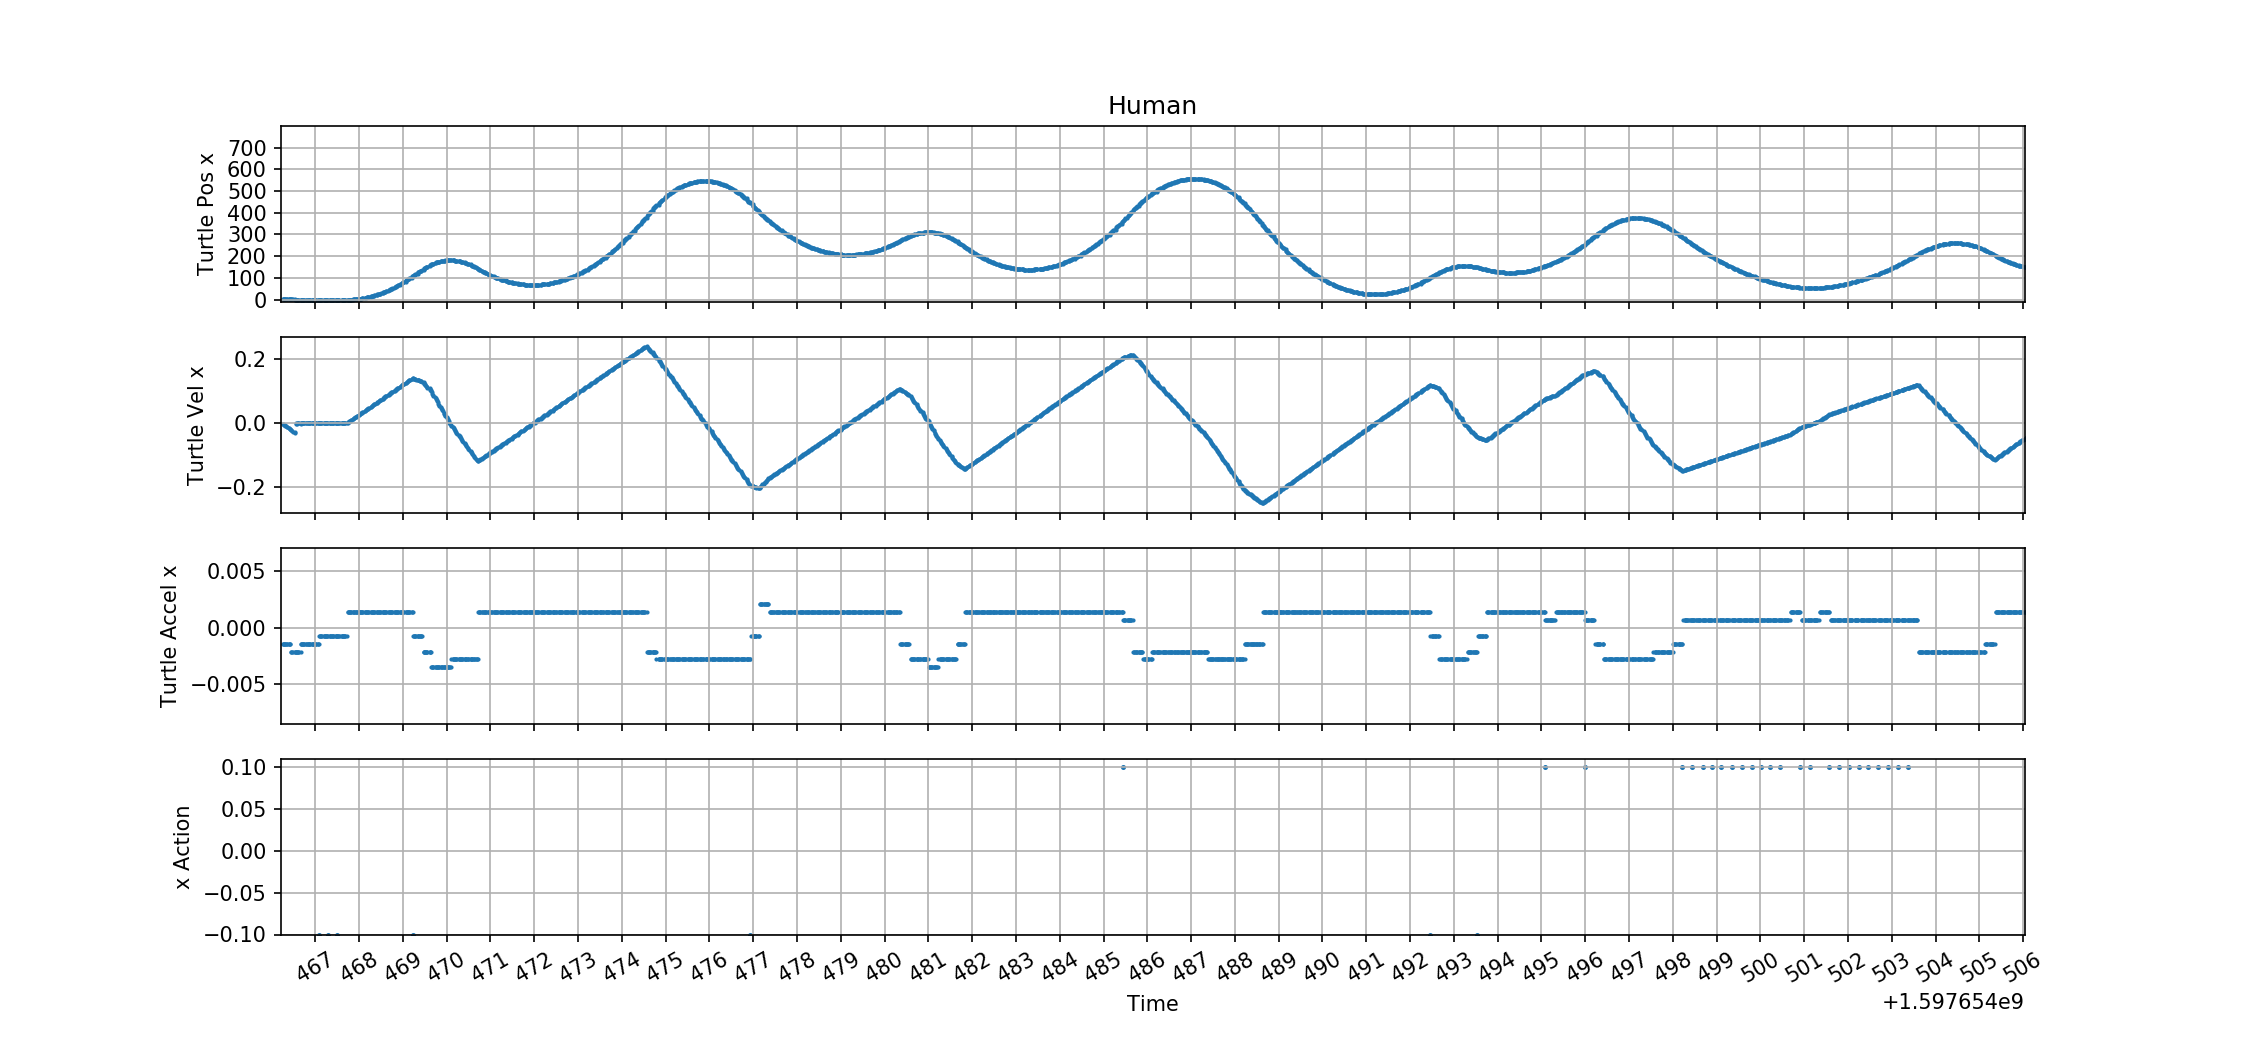 Human
Turtle Pos x
700
600
500
400
300
200
100
0
Turtle Vel x
0.2
0.0
−0.2
Turtle Accel x
0.005
0.000
−0.005
x Action
0.10
0.05
0.00
−0.05
−0.10
467 468 469 470 471 472 473 474 475 476 477 478 479 480 481 482 483 484 485 486 487 488 489 490 491 492 493 494 495 496 497 498 499 500 501 502 503 504 505 506
Time
+1.597654e9